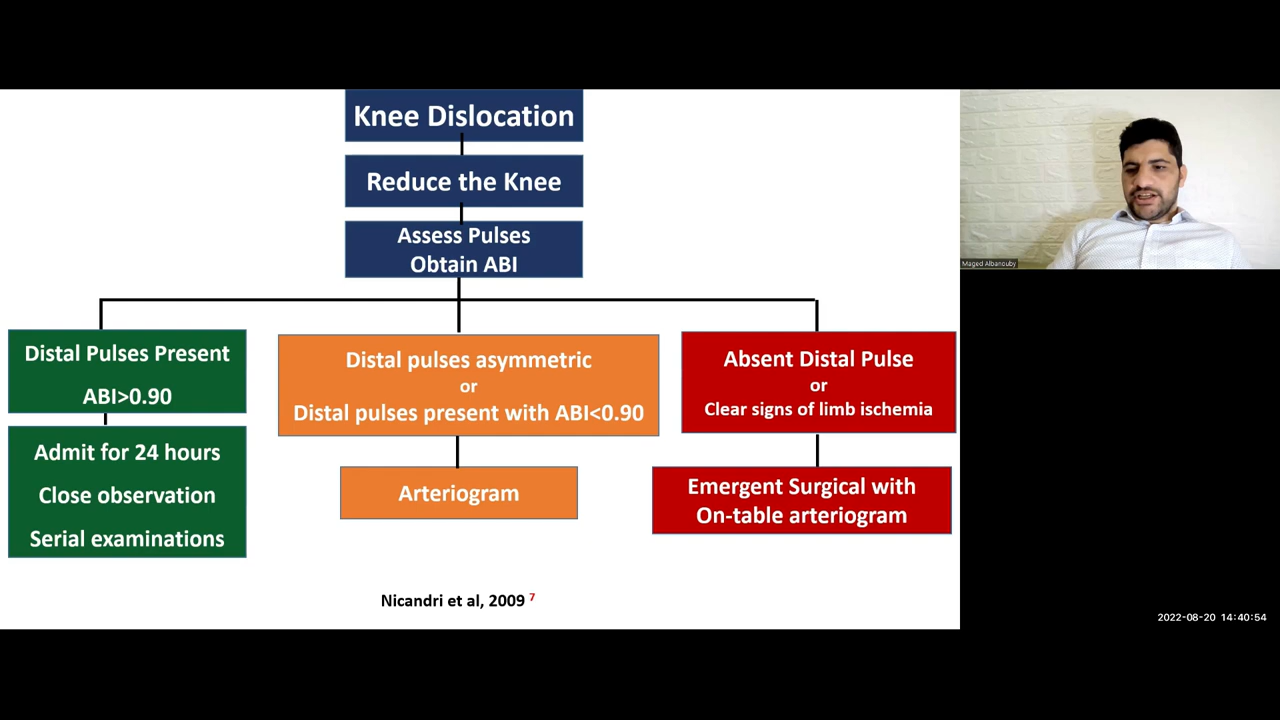 Knee Dislocation
Reduce the Knee
Assess Pulses
Obtain ABI
Distal Pulses Present
ABI>0.90
Admit for 24 hours
Close observation
Serial examinations
Distal pulses asymmetric
or
Distal pulses present with ABI<0.90
Arteriogram
Absent Distal Pulse
or
Clear signs of limb ischemia
Emergent Surgical with
On-table arteriogram
Nicandri et al, 2009 7
Maged Albanouby
2022-08-20 14:40:54